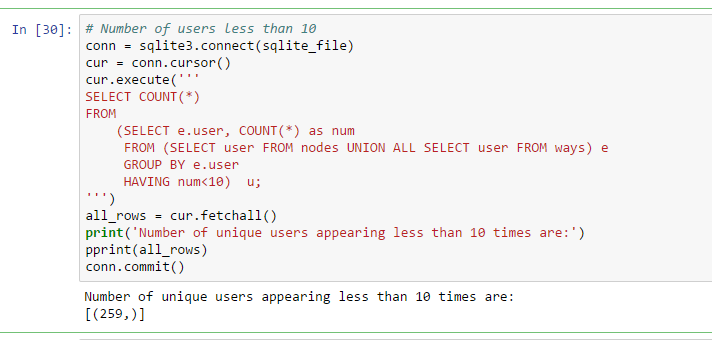 In [30]: # Number of users less than 10
conn = sqlite3.connect(sqlite_file)
cur = conn.cursor()
cur.execute('''
SELECT COUNT(*)
FROM
    (SELECT e.user, COUNT(*) as num
     FROM (SELECT user FROM nodes UNION ALL SELECT user FROM ways) e
     GROUP BY e.user
     HAVING num<10)  u;
''')
all_rows = cur.fetchall()
print('Number of unique users appearing less than 10 times are:')
pprint(all_rows)
conn.commit()
Number of unique users appearing less than 10 times are:
[(259,)]